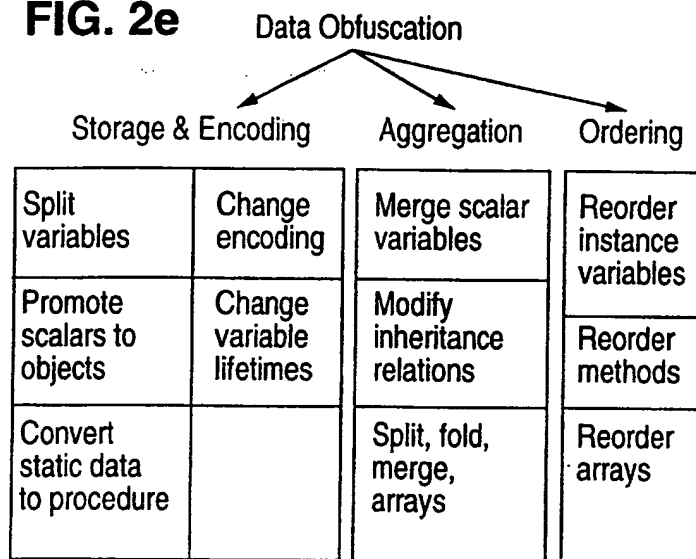 FIG. 2e
Data Obfuscation
Storage & Encoding
Aggregation
Ordering
Split
variables
Change
encoding
Merge scalar
variables
Reorder
instance
variables
Promote
scalars to
objects
Change
variable
lifetimes
Modify
inheritance
relations
Reorder
methods
Convert
static data
to procedure
Split, fold,
merge,
arrays
Reorder
arrays